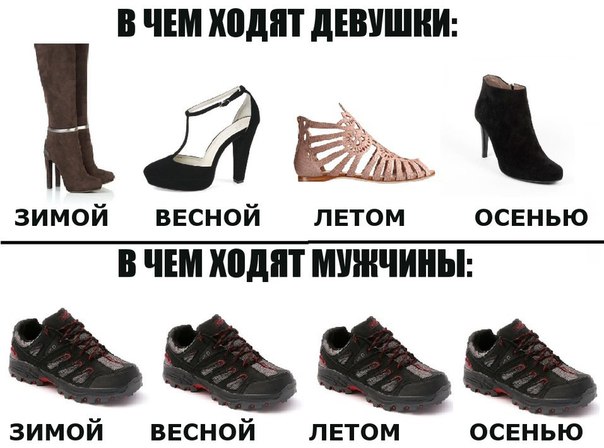 В ЧЕМ ХОДЯТ ДЕВУШКИ:
ЗИМОЙ ВЕСНОЙ ЛЕТОМ ОСЕНЬЮ
В ЧЕМ ХОДЯТ МУЖЧИНЫ:
ЗИМОЙ ВЕСНОЙ ЛЕТОМ ОСЕНЬЮ